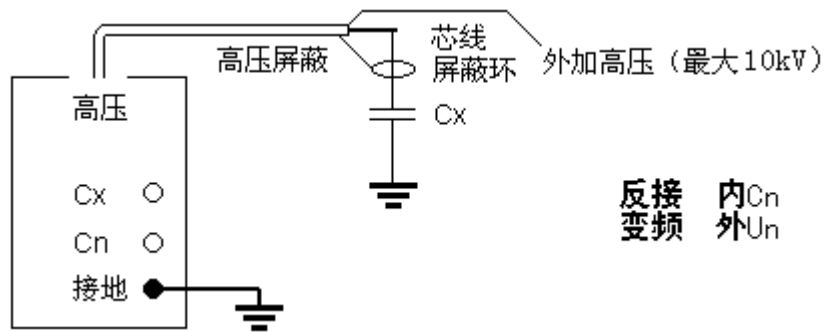 芯线
高压屏蔽
屏蔽环
外加高压（最大10kV）
高压
Cx
Cx
反接 内Cn
Cn
变频 外Un
接地